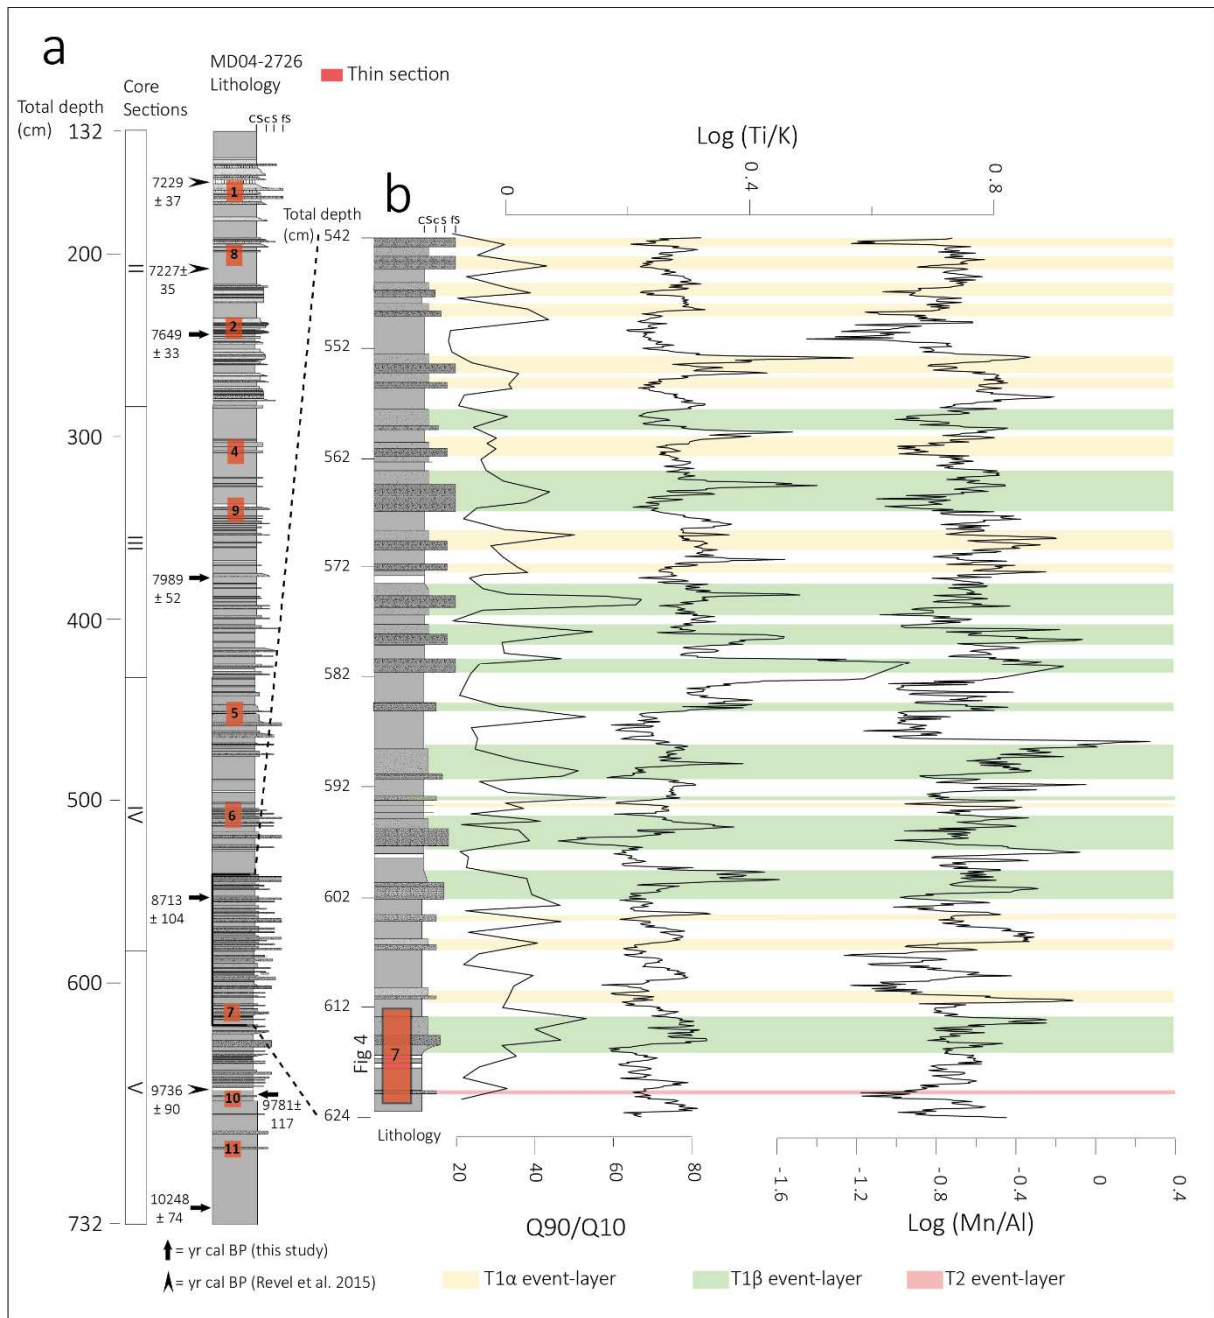 a
MD04-2726
Lithology
Thin section
Core
Sections
Total depth
(cm)
132
200
300
400
500
600
732
II
III
IV
V
CSc S fS
7229
± 37
7227±
35
7649
± 33
7989
± 52
8713
± 104
9736
± 90
9781±
117
10248
± 74
1
8
2
4
9
5
6
7
10
11
b
Log (Ti/K)
0
0.4
0.8
Total depth
(cm)
CSc S fS
542
552
562
572
582
592
602
612
624
Fig 4
7
Lithology
20
40
60
80
Q90/Q10
-1.6
-1.2
-0.8
-0.4
0
0.4
Log (Mn/Al)
= yr cal BP (this study)
= yr cal BP (Revel et al. 2015)
T1α event-layer
T1β event-layer
T2 event-layer